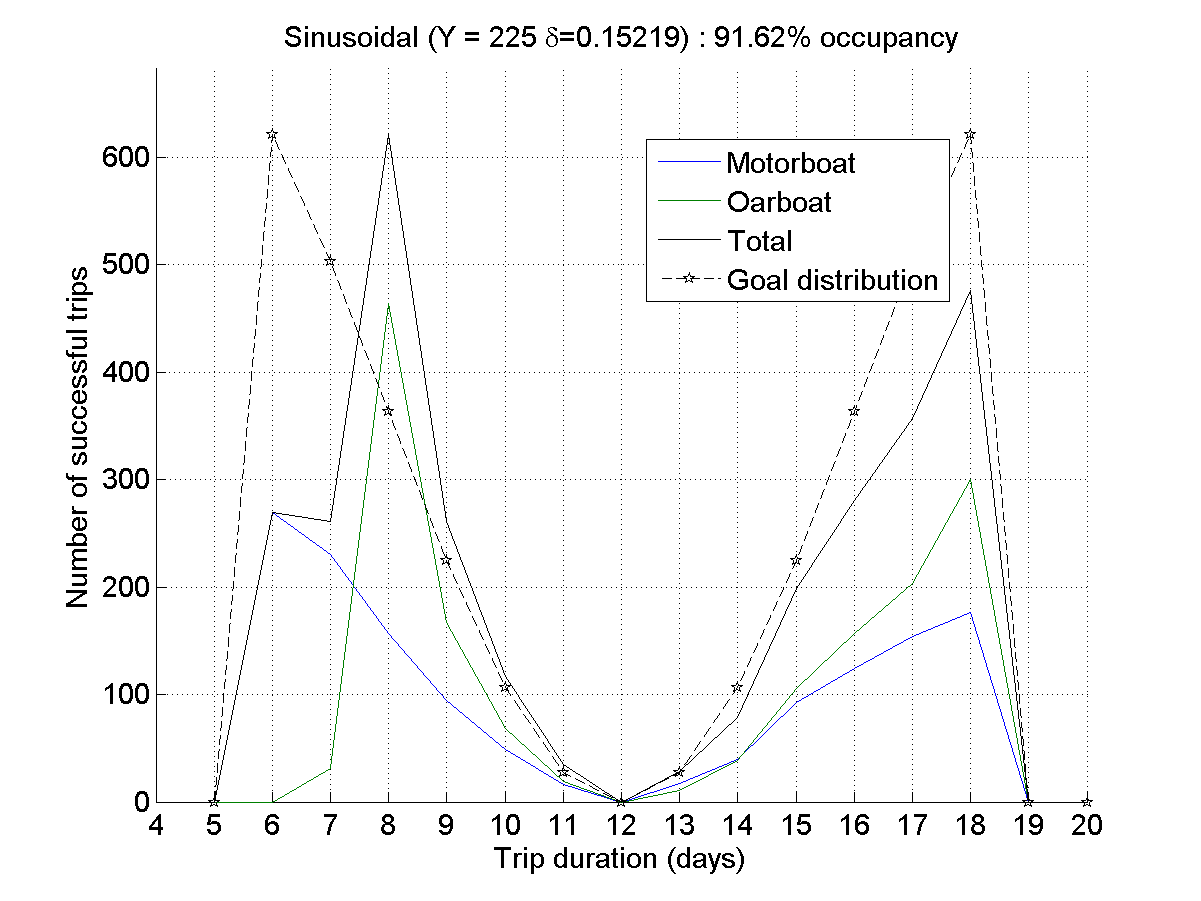 Sinusoidal (Y = 225 δ=0.15219) : 91.62% occupancy
Number of successful trips
600
500
400
300
200
100
0
Motorboat
Oarboat
Total
Goal distribution
4 5 6 7 8 9 10 11 12 13 14 15 16 17 18 19 20
Trip duration (days)